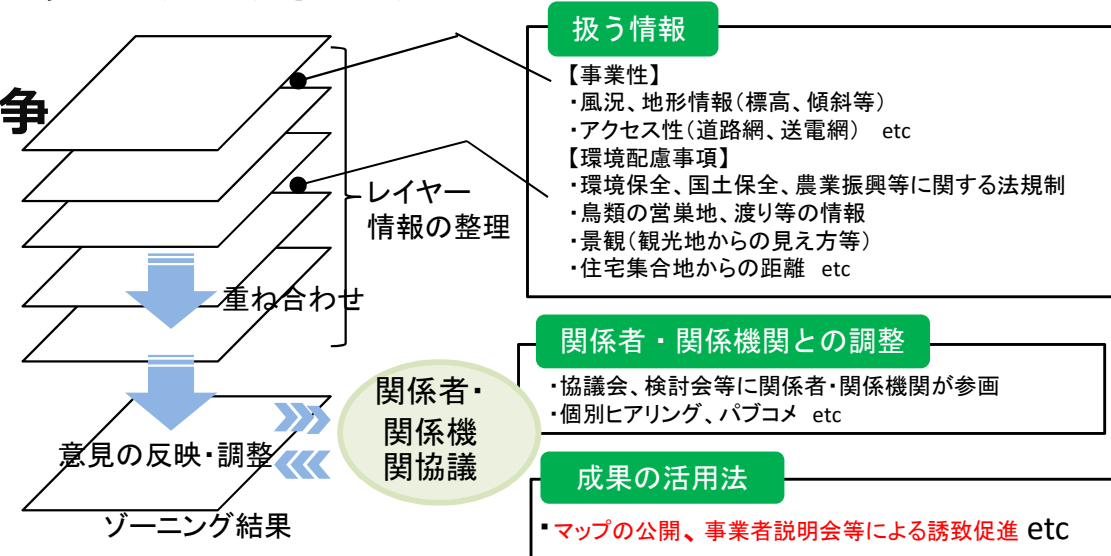 争
レイヤー
情報の整理
重ね合わせ
意見の反映・調整
ゾーニング結果
関係者・
関係機
関協議
扱う情報
【事業性】
・風況、地形情報(標高、傾斜等)
・アクセス性(道路網、送電網) etc
【環境配慮事項】
・環境保全、国土保全、農業振興等に関する法規制
・鳥類の営巣地、渡り等の情報
・景観(観光地からの見え方等)
・住宅集合地からの距離 etc
関係者・関係機関との調整
・協議会、検討会等に関係者・関係機関が参画
・個別ヒアリング、パブコメ etc
成果の活用法
・マップの公開、事業者説明会等による誘致促進 etc